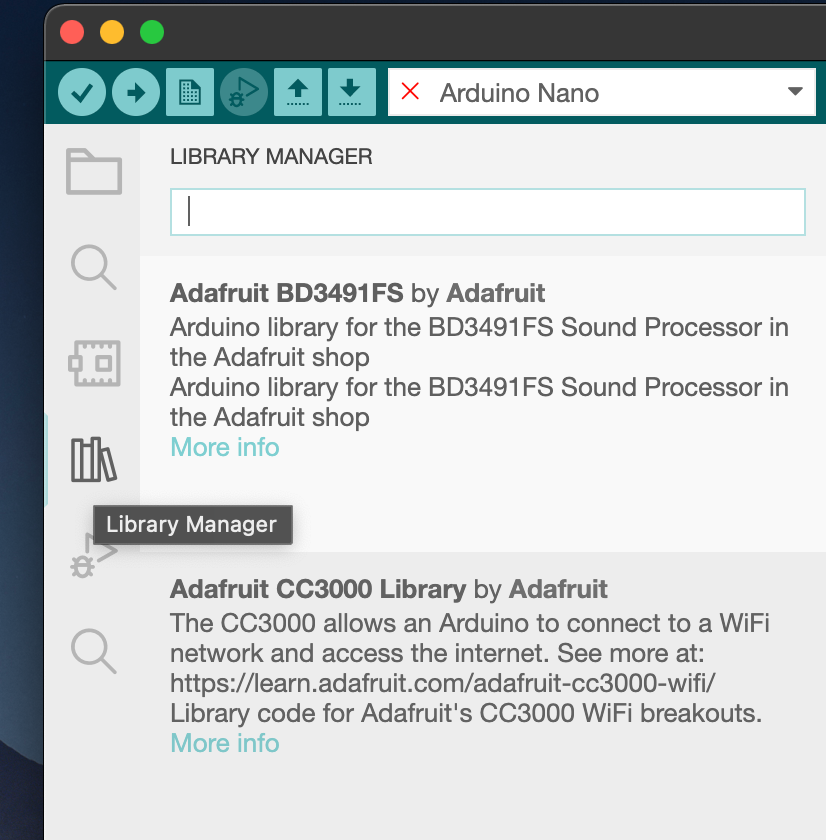 Arduino Nano
LIBRARY MANAGER
Adafruit BD3491FS by Adafruit
Arduino library for the BD3491FS Sound Processor in
the Adafruit shop
Arduino library for the BD3491FS Sound Processor in
the Adafruit shop
More info
Library Manager
Adafruit CC3000 Library by Adafruit
The CC3000 allows an Arduino to connect to a WiFi
network and access the internet. See more at:
https://learn.adafruit.com/adafruit-cc3000-wifi/
Library code for Adafruit's CC3000 WiFi breakouts.
More info